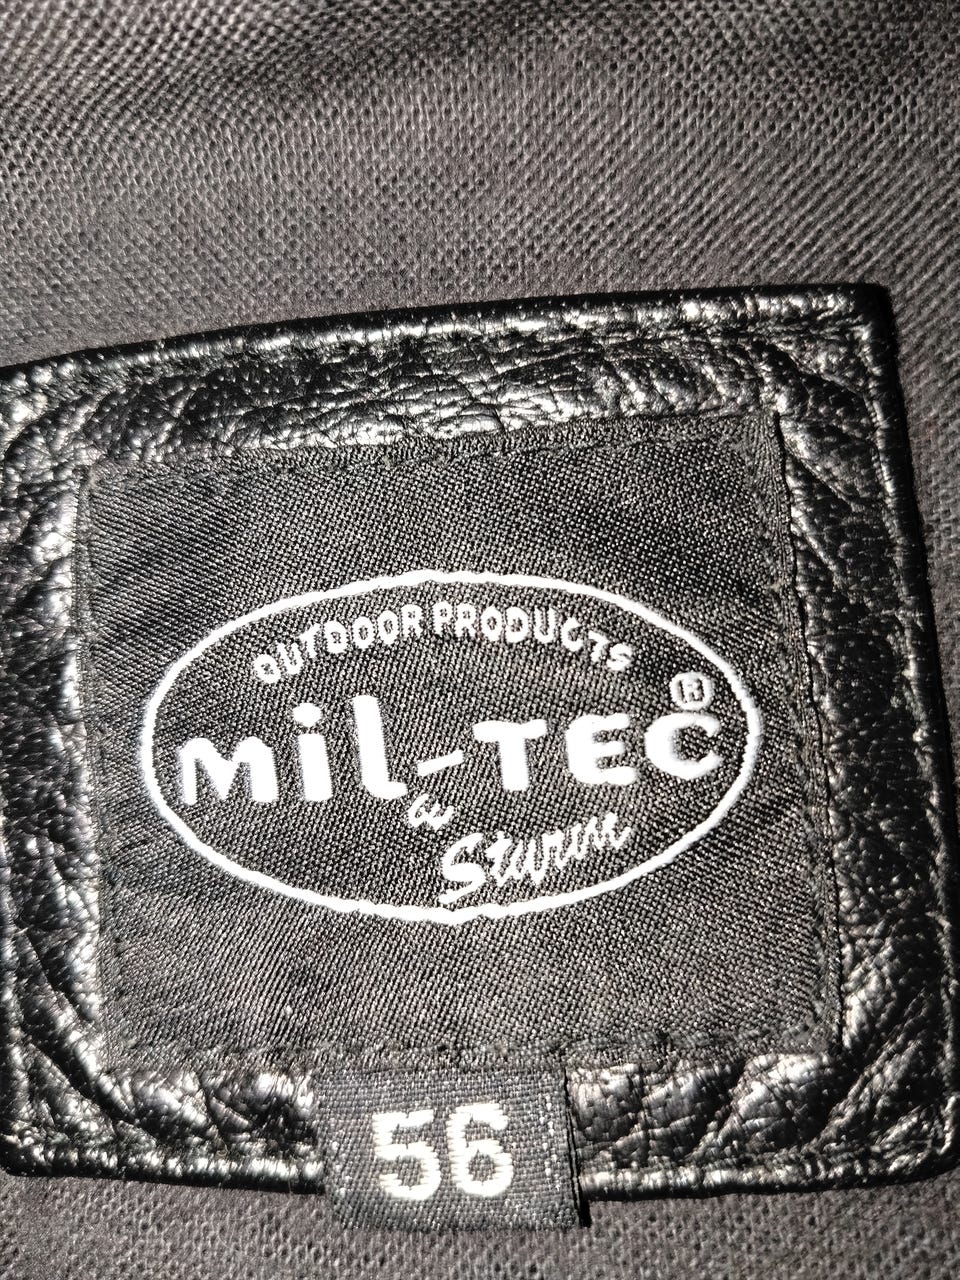 OUTDOOR PRODUCTS
Mil-TEC®
by Sturm
56